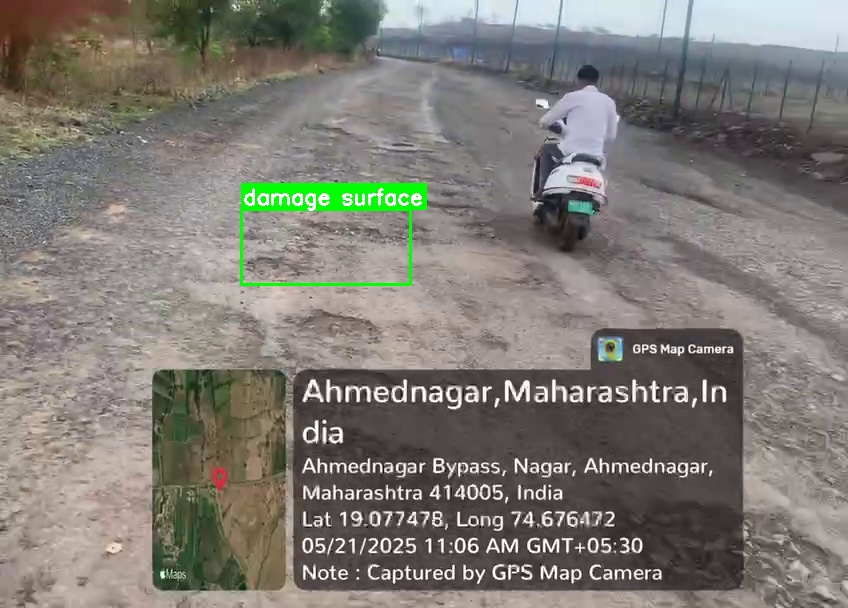 damage surface
GPS Map Camera
Ahmednagar,Maharashtra,In
dia
Ahmednagar Bypass, Nagar, Ahmednagar,
Maharashtra 414005, India
Lat 19.077478, Long 74.676472
05/21/2025 11:06 AM GMT+05:30
Note : Captured by GPS Map Camera
Maps